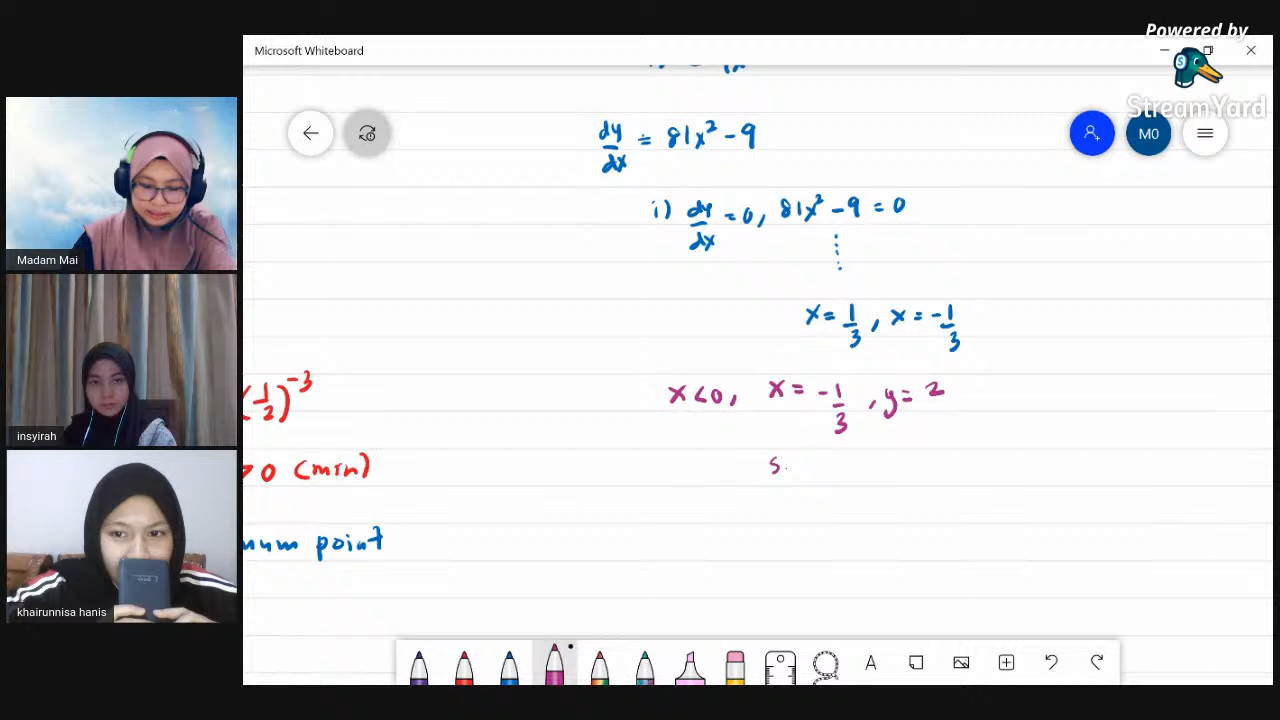 Powered by
StreamYard
Microsoft Whiteboard
M0
dy/dx = 81x² - 9
i) dy/dx = 0, 81x² - 9 = 0
x = 1/3, x = -1/3
x < 0, x = -1/3, y = 2
s.
(1/2)⁻³
> 0 (min)
mum point
Madam Mai
insyirah
khairunnisa hanis
A